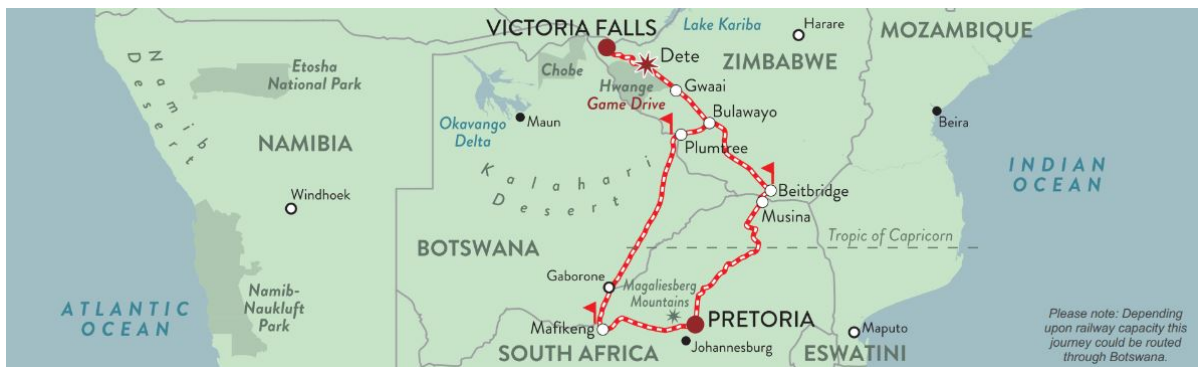 VICTORIA FALLS
Lake Kariba
Harare
MOZAMBIQUE
Namib
Desert
Etosha
National Park
Chobe
Dete
ZIMBABWE
Hwange
Game Drive
Gwaai
Bulawayo
Beira
Okavango
Delta
Maun
Plumtree
NAMIBIA
Kalahari
Desert
INDIAN
OCEAN
Windhoek
Beitbridge
Musina
BOTSWANA
Tropic of Capricorn
Gaborone
Magaliesberg
Mountains
Namib-
Naukluft
Park
ATLANTIC
OCEAN
Mafikeng
PRETORIA
Maputo
Johannesburg
SOUTH AFRICA
ESWATINI
Please note: Depending
upon railway capacity this
journey could be routed
through Botswana.